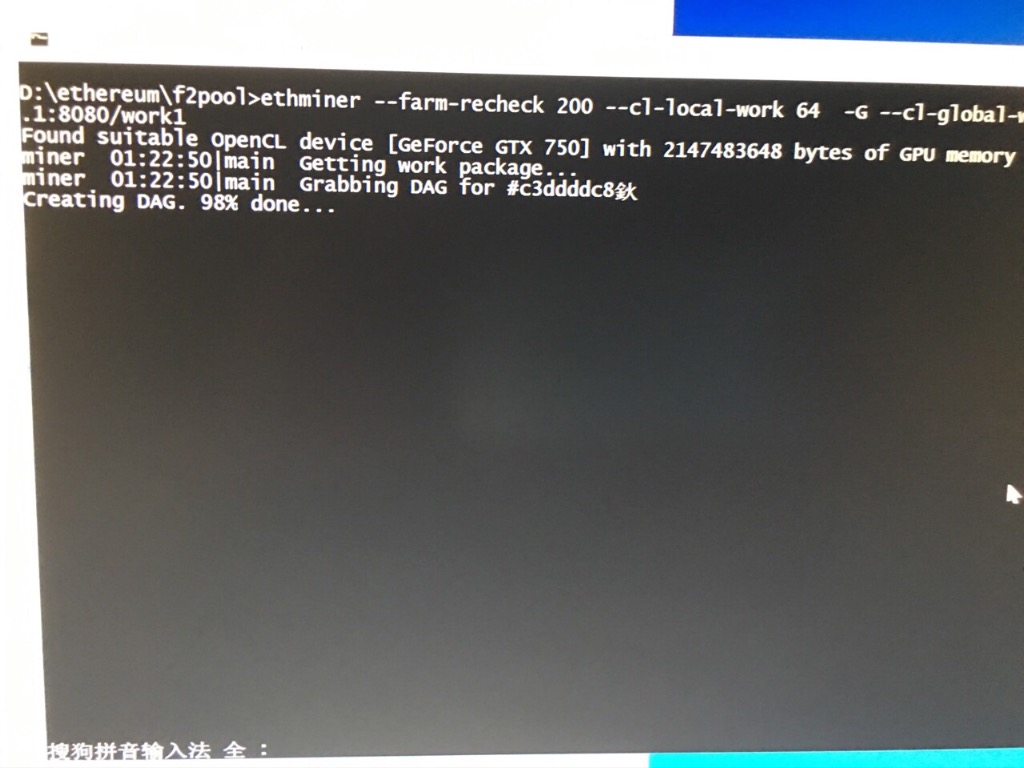 D:\ethereum\f2pool>ethminer --farm-recheck 200 --cl-local-work 64 -G --cl-global-w
.1:8080/work1
Found suitable OpenCL device [GeForce GTX 750] with 2147483648 bytes of GPU memory
miner 01:22:50|main Getting work package...
miner 01:22:50|main Grabbing DAG for #c3ddddc8鈥
Creating DAG. 98% done...
搜狗拼音输入法 全 :